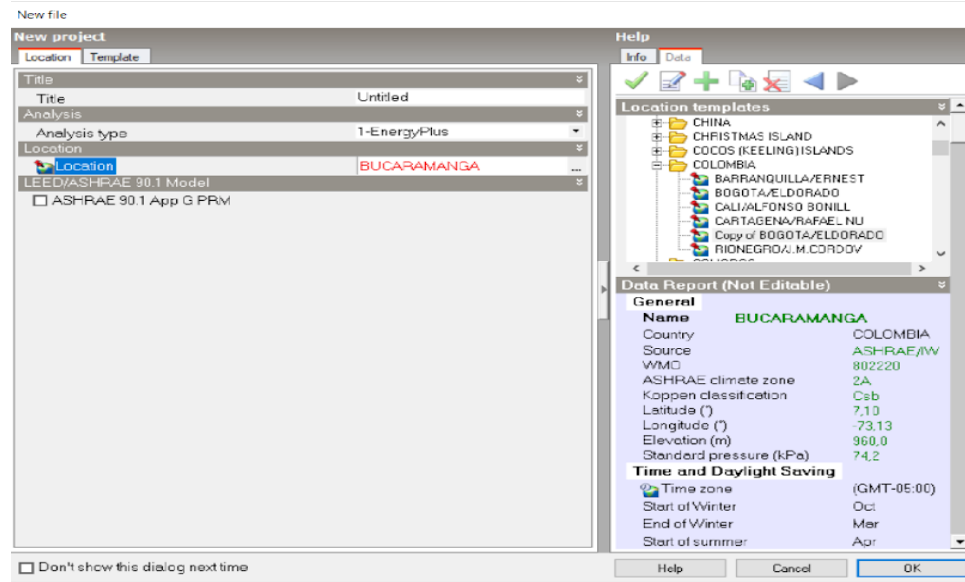 New file
New project
Location Template
Title
Title Untitled
Analysis
Analysis type 1-EnergyPlus
Location
Location BUCARAMANGA ...
LEED/ASHRAE 90.1 Model
ASHRAE 90.1 App G PRM
Don't show this dialog next time
Help
Info Data
Location templates
CHINA
CHRISTMAS ISLAND
COCOS (KEELING) ISLANDS
COLOMBIA
BARRANQUILLA/ERNEST
BOGOTA/ELDORADO
CALI/ALFONSO BONILL
CARTAGENA/RAFAEL NU
Copy of BOGOTA/ELDORADO
RIONEGRO/J.M.CORDOV
Data Report (Not Editable)
General
Name BUCARAMANGA
Country COLOMBIA
Source ASHRAE/IW
WMO 802220
ASHRAE climate zone 2A
Koppen classification Csb
Latitude (°) 7,10
Longitude (°) -73,13
Elevation (m) 960,0
Standard pressure (kPa) 74,2
Time and Daylight Saving
Time zone (GMT-05:00)
Start of Winter Oct
End of Winter Mar
Start of summer Apr
Help Cancel OK